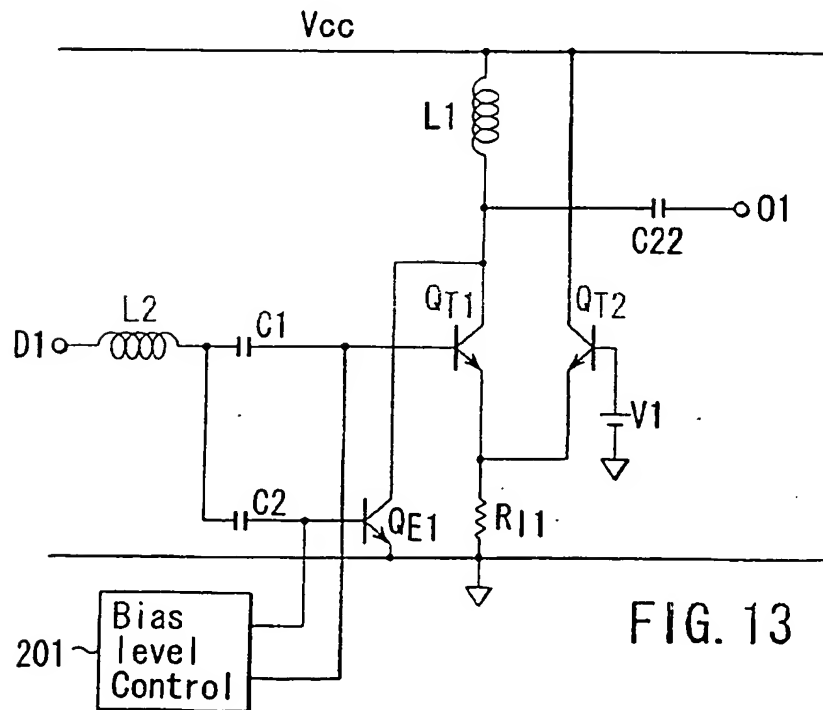 Vcc
L1
O1
C22
QT1
QT2
L2
C1
D1
V1
C2
QE1
RI1
Bias
level
Control
201
FIG. 13